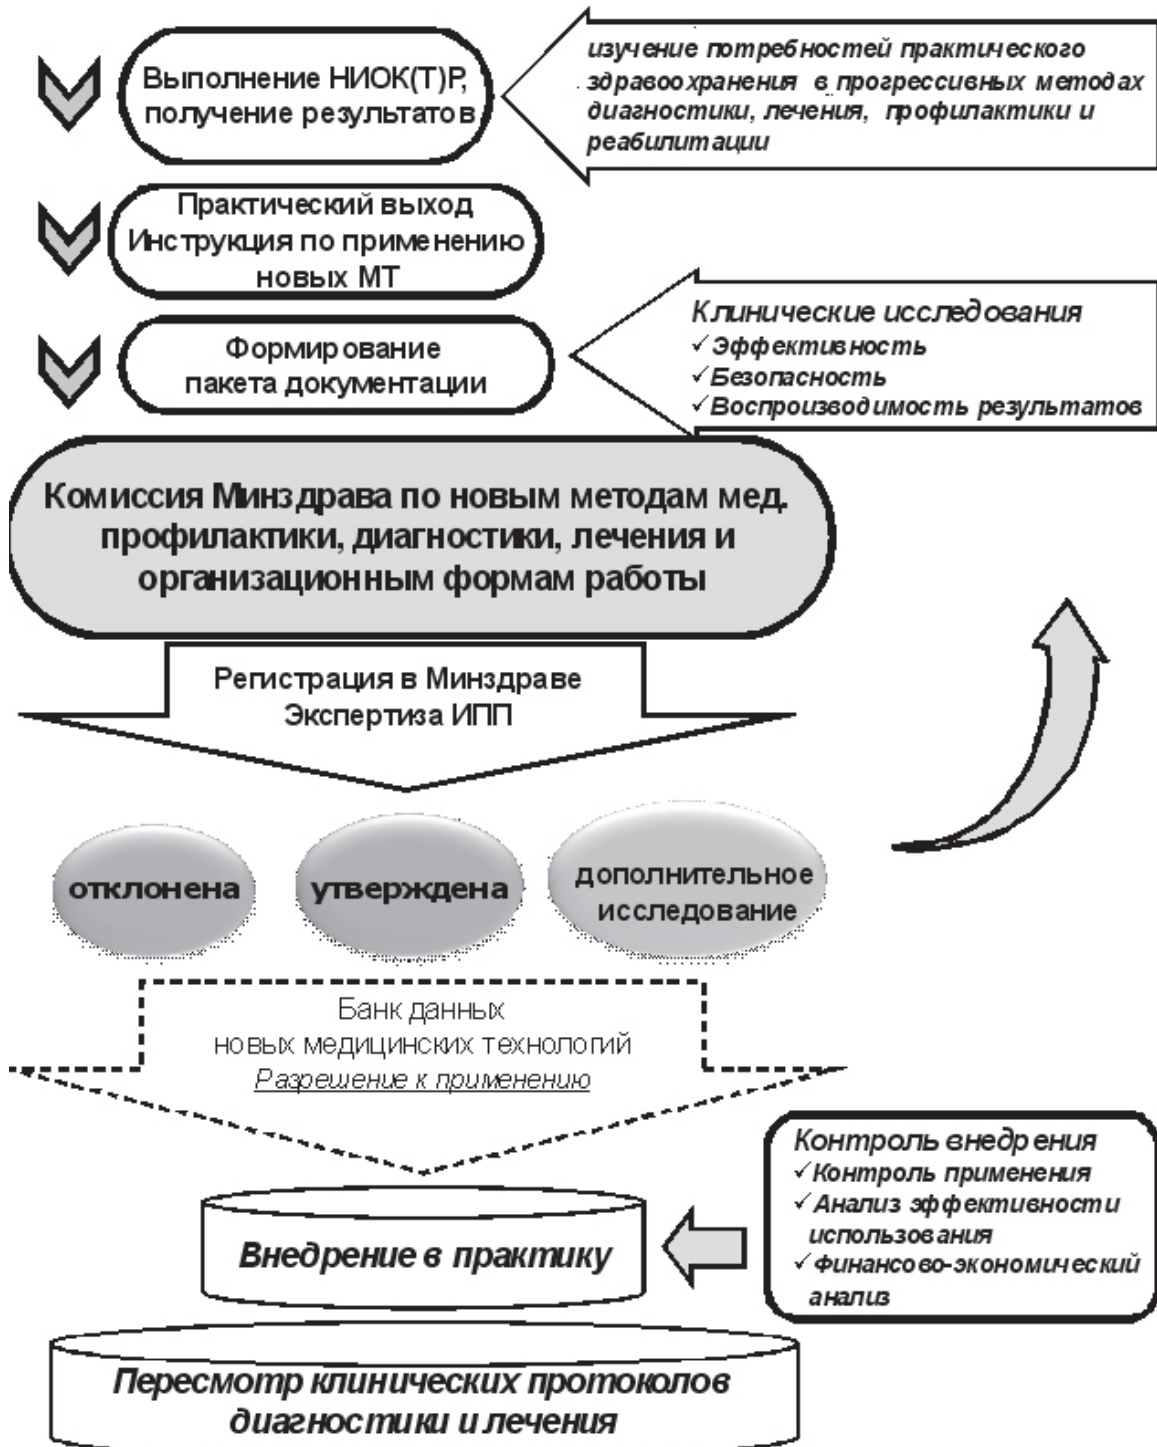 Выполнение НИОК(Т)Р,
получение результатов
изучение потребностей практического
здравоохранения в прогрессивных методах
диагностики, лечения, профилактики и
реабилитации
Практический выход
Инструкция по применению
новых МТ
Формирование
пакета документации
Клинические исследования
✓Эффективность
✓Безопасность
✓Воспроизводимость результатов
Комиссия Минздрава по новым методам мед.
профилактики, диагностики, лечения и
организационным формам работы
Регистрация в Минздраве
Экспертиза ИПП
отклонена
утверждена
дополнительное
исследование
Банк данных
новых медицинских технологий
Разрешение к применению
Контроль внедрения
✓Контроль применения
✓Анализ эффективности
использования
✓Финансово-экономический
анализ
Внедрение в практику
Пересмотр клинических протоколов
диагностики и лечения